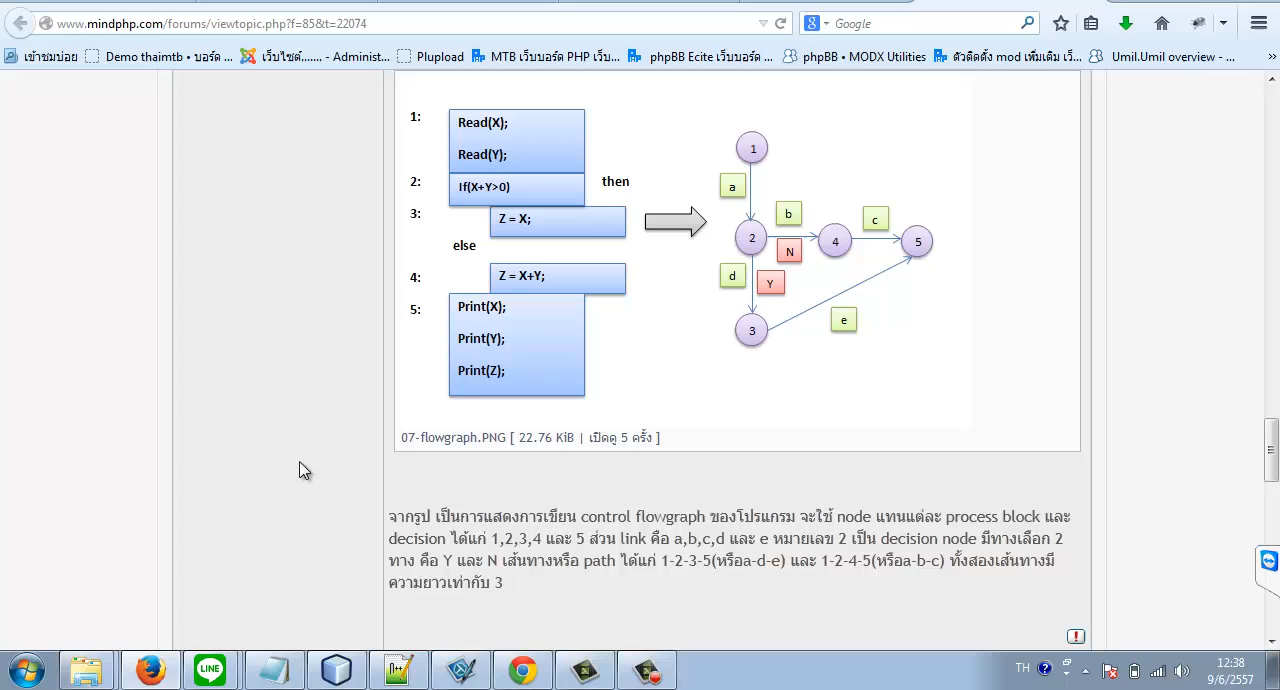 www.mindphp.com/forums/viewtopic.php?f=85&t=22074
Google
เข้าชมบ่อย Demo thaimtb • บอร์ด ... เว็บไซต์....... - Administ... Plupload MTB เว็บบอร์ด PHP เว็บ... phpBB Ecite เว็บบอร์ด ... phpBB • MODX Utilities ตัวติดตั้ง mod เพิ่มเติม เว็... Umil.Umil overview - ... »
1: Read(X);
Read(Y);
2: If(X+Y>0) then
3: Z = X;
else
4: Z = X+Y;
5: Print(X);
Print(Y);
Print(Z);
1
a
b
c
2
N
4
5
d
Y
3
e
07-flowgraph.PNG [ 22.76 KiB | เปิดดู 5 ครั้ง ]
จากรูป เป็นการแสดงการเขียน control flowgraph ของโปรแกรม จะใช้ node แทนแต่ละ process block และ
decision ได้แก่ 1,2,3,4 และ 5 ส่วน link คือ a,b,c,d และ e หมายเลข 2 เป็น decision node มีทางเลือก 2
ทาง คือ Y และ N เส้นทางหรือ path ได้แก่ 1-2-3-5(หรือa-d-e) และ 1-2-4-5(หรือa-b-c) ทั้งสองเส้นทางมี
ความยาวเท่ากับ 3
LINE
TH
12:38
9/6/2557